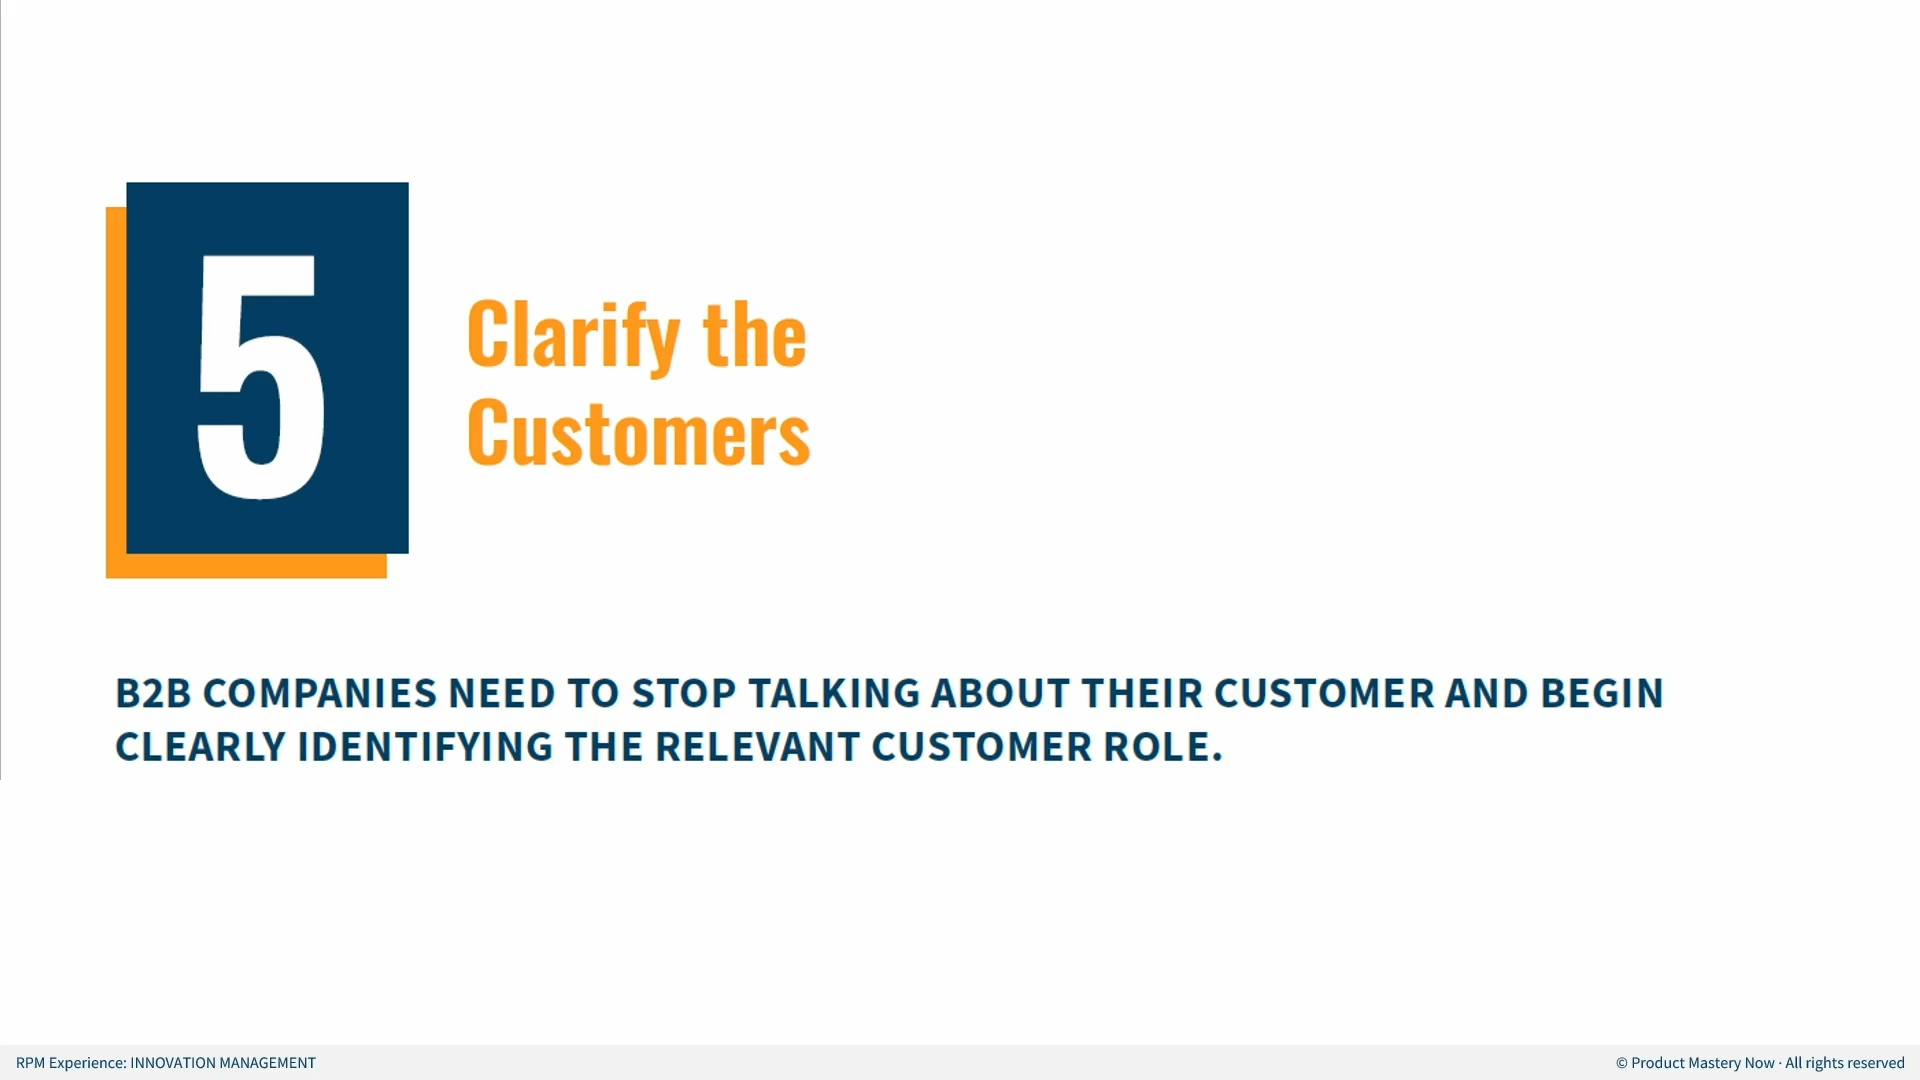 5
Clarify the
Customers
B2B COMPANIES NEED TO STOP TALKING ABOUT THEIR CUSTOMER AND BEGIN
CLEARLY IDENTIFYING THE RELEVANT CUSTOMER ROLE.
RPM Experience: INNOVATION MANAGEMENT
© Product Mastery Now · All rights reserved